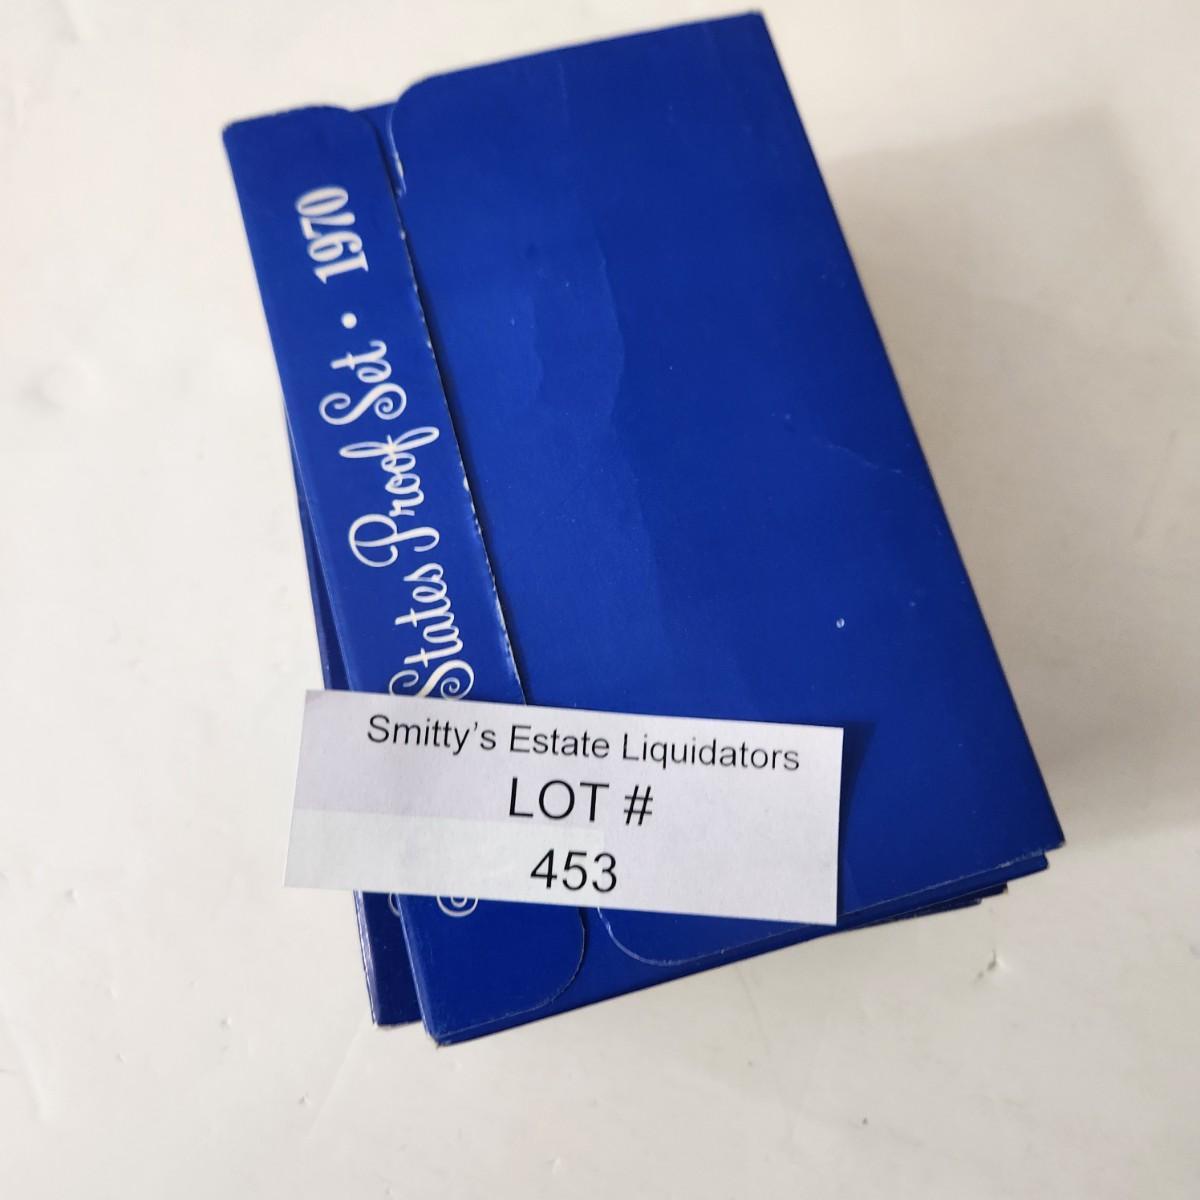 States Proof Set • 1970
Smitty's Estate Liquidators
LOT #
453